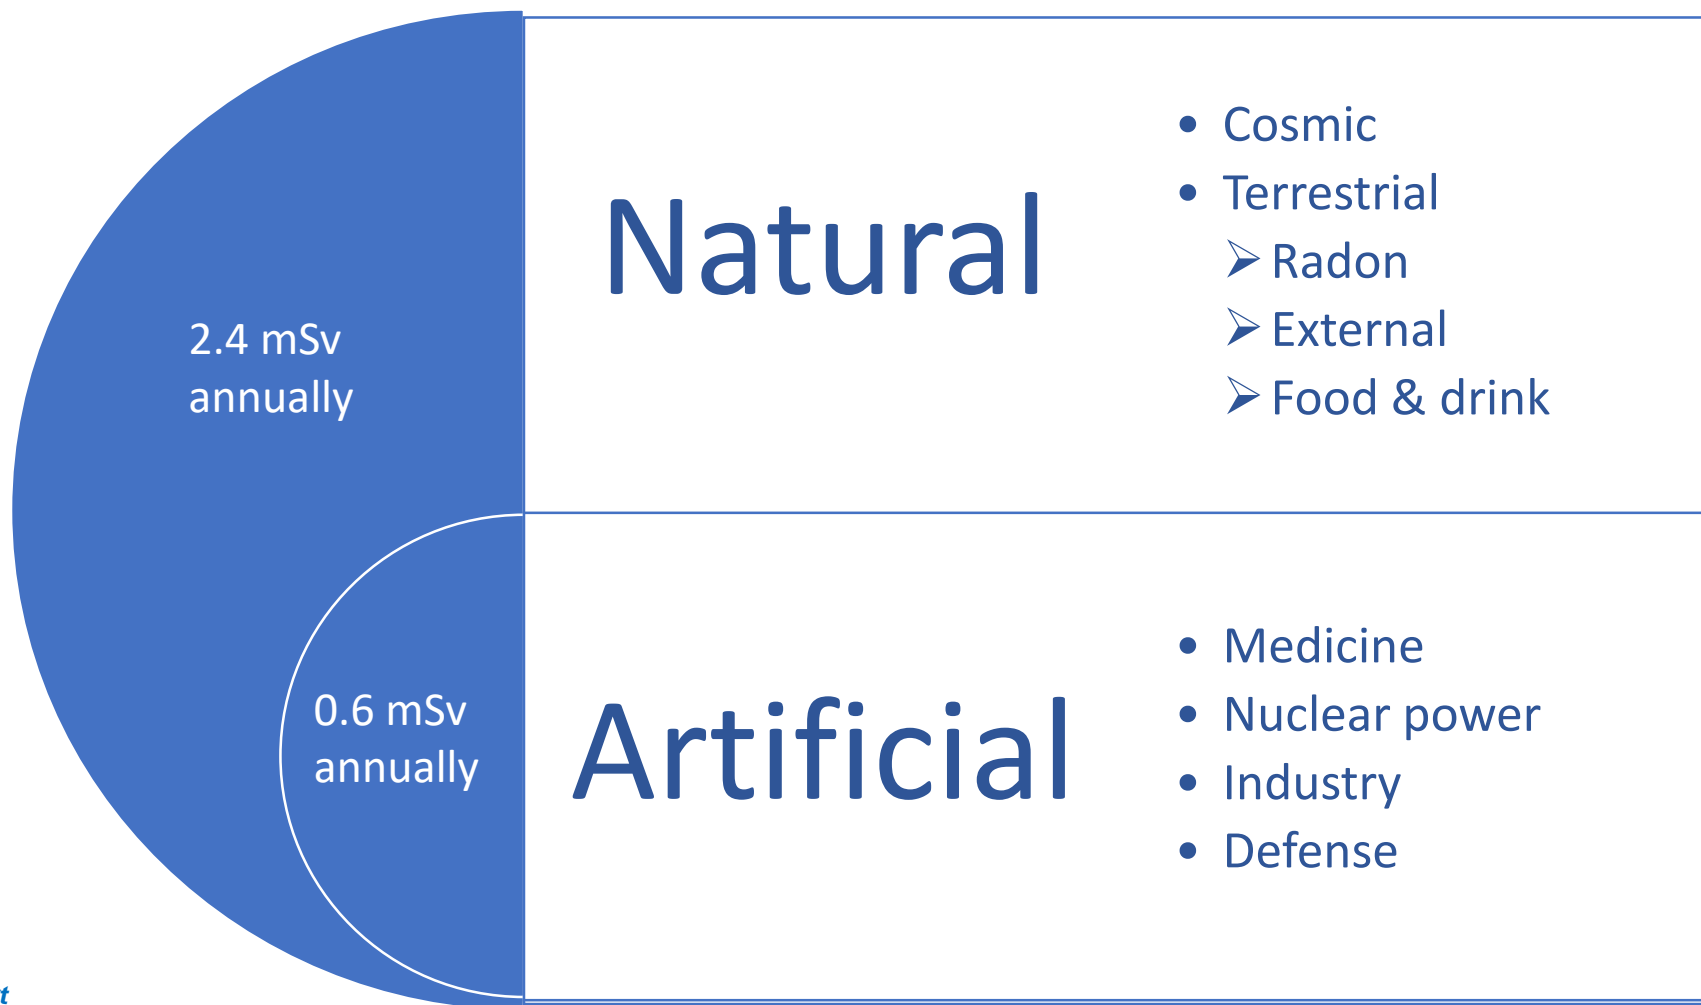 2.4 mSv
annually
Natural
• Cosmic
• Terrestrial
➢ Radon
➢ External
➢ Food & drink
0.6 mSv
annually
Artificial
• Medicine
• Nuclear power
• Industry
• Defense